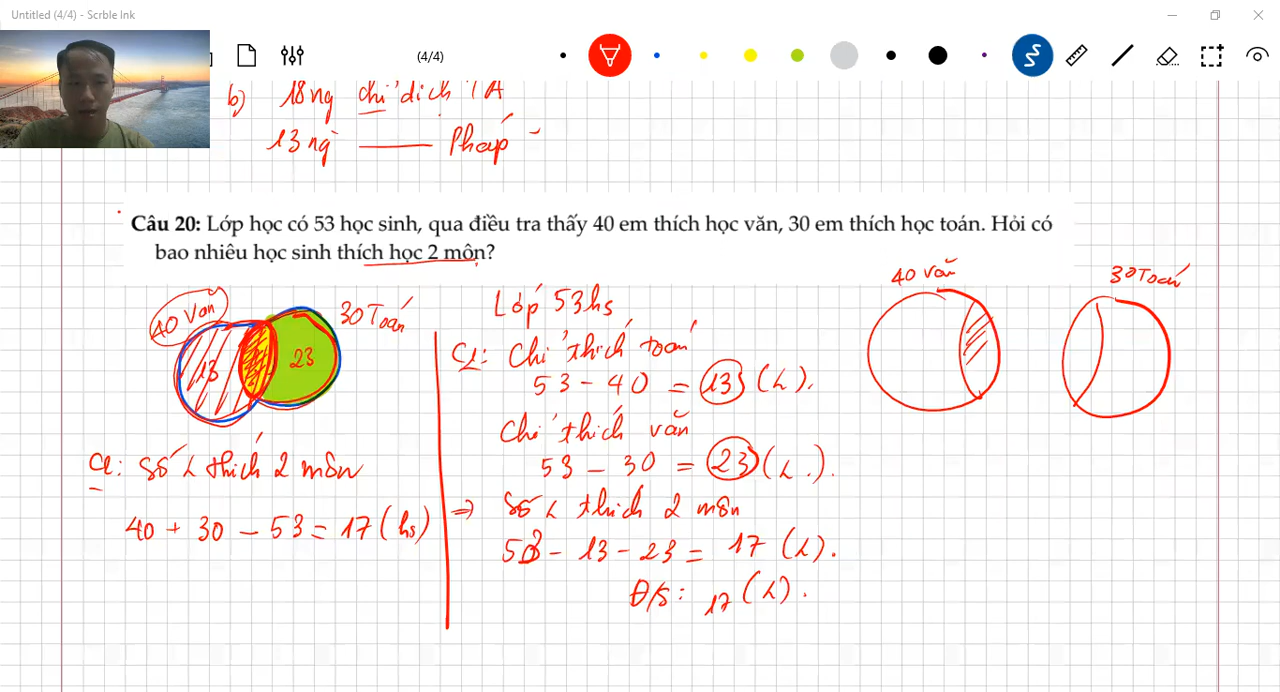 Untitled (4/4) - Scrble Ink
(4/4)
b) 18 ng chỉ dịch TA
13 ng — Pháp
Câu 20: Lớp học có 53 học sinh, qua điều tra thấy 40 em thích học văn, 30 em thích học toán. Hỏi có
bao nhiêu học sinh thích học 2 môn?
40 Văn
30 Toán
13
23
C1: Số thích 2 môn
40 + 30 - 53 = 17 (hs)
Lớp 53hs
C2: Chỉ thích toán
53 - 40 = 13 (h).
Chỉ thích văn
53 - 30 = 23 (h.).
=> Số thích 2 môn
53 - 13 - 23 = 17 (h).
Đ/S: 17 (h).
40 văn
30 Toán